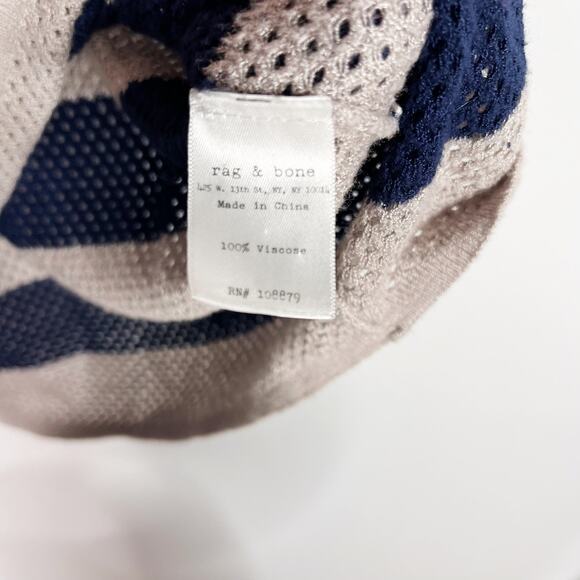 rag & bone
425 W. 13th St., NY, NY 10014
Made in China
100% Viscose
RN# 108879